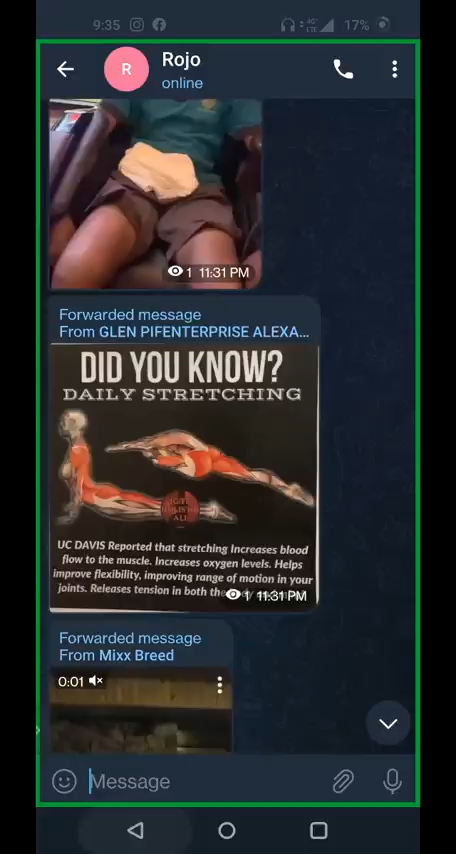 9:35
4G
LTE
17%
R
Rojo
online
1 11:31 PM
Forwarded message
From GLEN PIFENTERPRISE ALEXA...
DID YOU KNOW?
DAILY STRETCHING
UC DAVIS Reported that stretching Increases blood
flow to the muscle. Increases oxygen levels. Helps
improve flexibility, improving range of motion in your
joints. Releases tension in both the
1 11:31 PM
Forwarded message
From Mixx Breed
0:01
Message